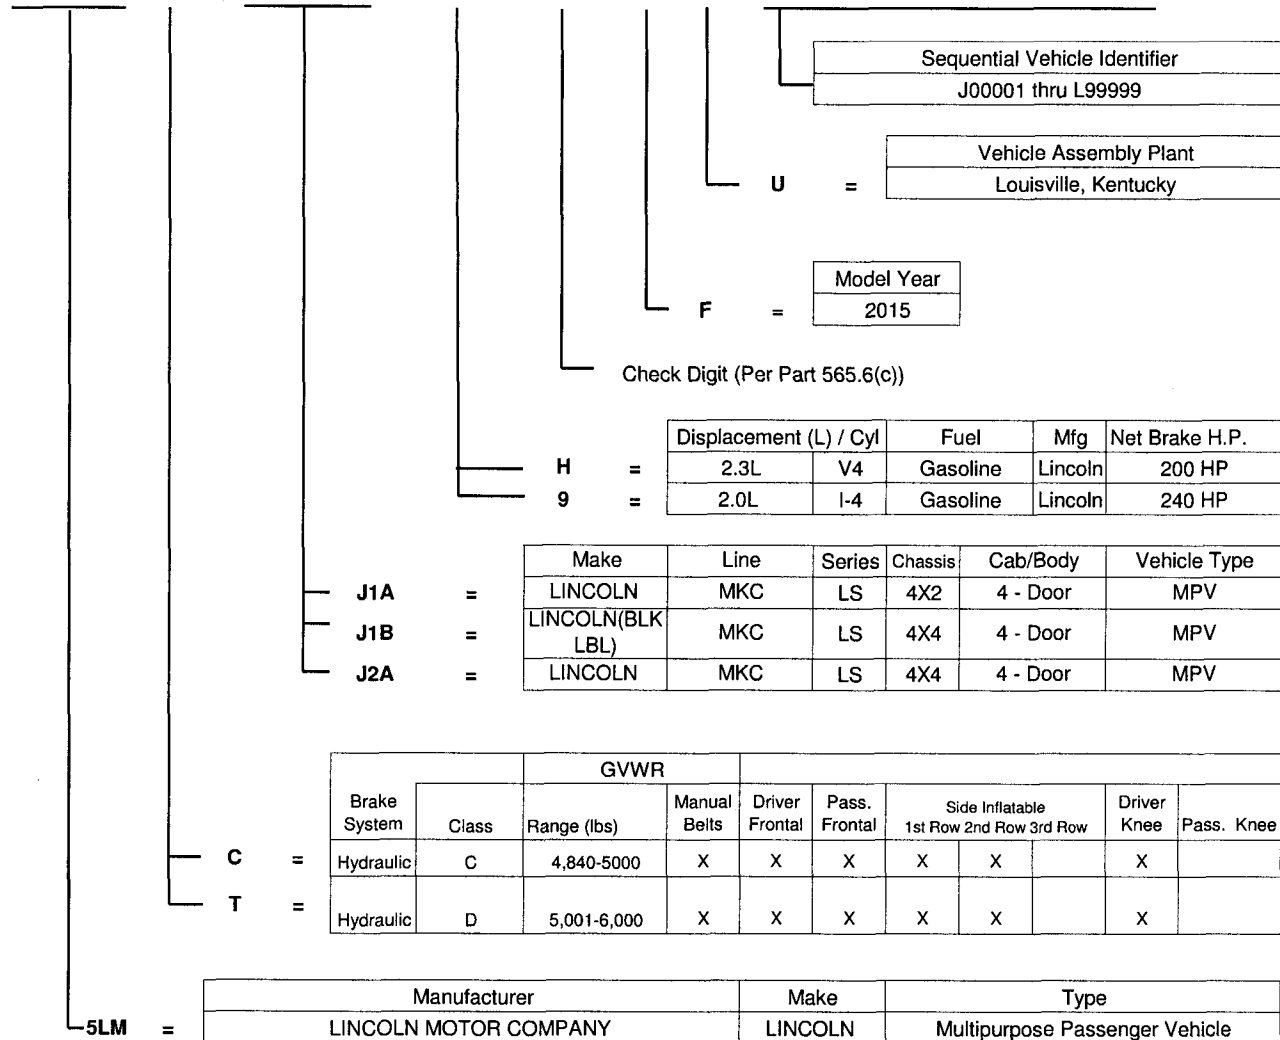 Sequential Vehicle Identifier
J00001 thru L99999
Vehicle Assembly Plant
U = Louisville, Kentucky
Model Year
F = 2015
Check Digit (Per Part 565.6(c))
Displacement (L) / Cyl Fuel Mfg Net Brake H.P.
H = 2.3L V4 Gasoline Lincoln 200 HP
9 = 2.0L I-4 Gasoline Lincoln 240 HP
Make Line Series Chassis Cab/Body Vehicle Type
J1A = LINCOLN MKC LS 4X2 4 - Door MPV
J1B = LINCOLN(BLK LBL) MKC LS 4X4 4 - Door MPV
J2A = LINCOLN MKC LS 4X4 4 - Door MPV
GVWR
Brake System Class Range (lbs) Manual Belts Driver Frontal Pass. Frontal Side Inflatable 1st Row 2nd Row 3rd Row Driver Knee Pass. Knee
C = Hydraulic C 4,840-5000 X X X X X X
T = Hydraulic D 5,001-6,000 X X X X X X
Manufacturer Make Type
5LM = LINCOLN MOTOR COMPANY LINCOLN Multipurpose Passenger Vehicle